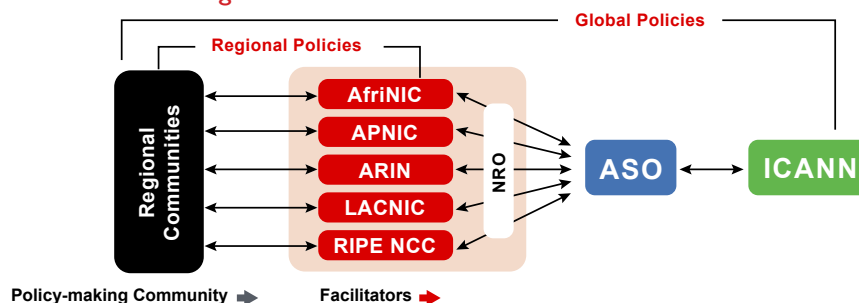 Global Policies
Regional Policies
Regional
Communities
AfriNIC
APNIC
ARIN
LACNIC
RIPE NCC
NRO
ASO
ICANN
Policy-making Community
Facilitators